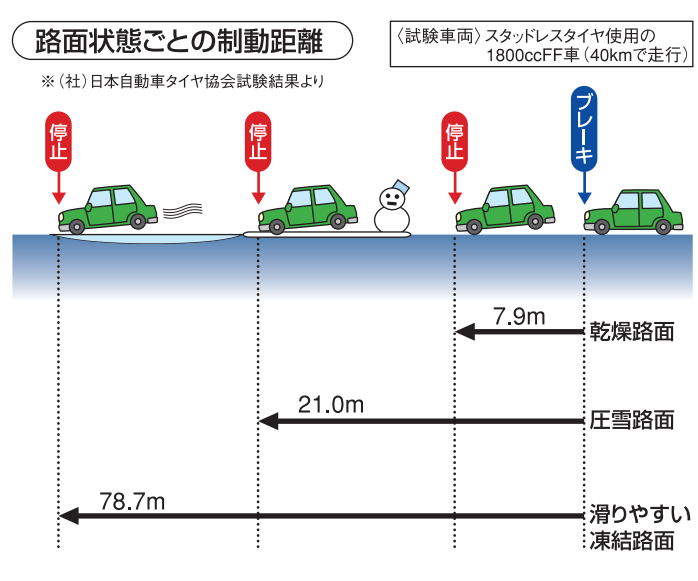 路面状態ごとの制動距離
〈試験車両〉スタッドレスタイヤ使用の
1800ccFF車（40kmで走行）
※（社）日本自動車タイヤ協会試験結果より
停止
停止
停止
ブレーキ
7.9m
乾燥路面
21.0m
圧雪路面
78.7m
滑りやすい
凍結路面